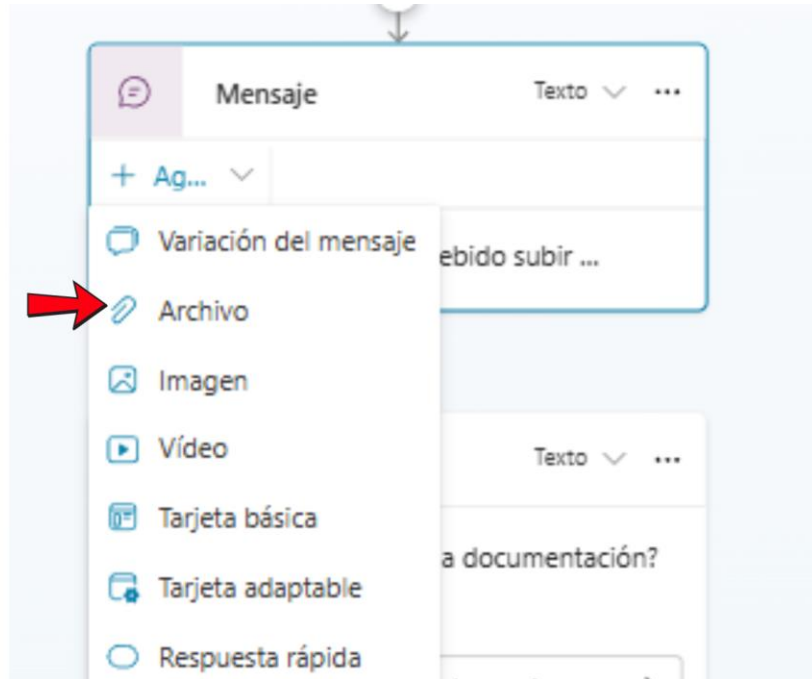 Mensaje Texto
+ Ag...
Variación del mensaje
ebido subir ...
Archivo
Imagen
Vídeo
Texto
Tarjeta básica
a documentación?
Tarjeta adaptable
Respuesta rápida